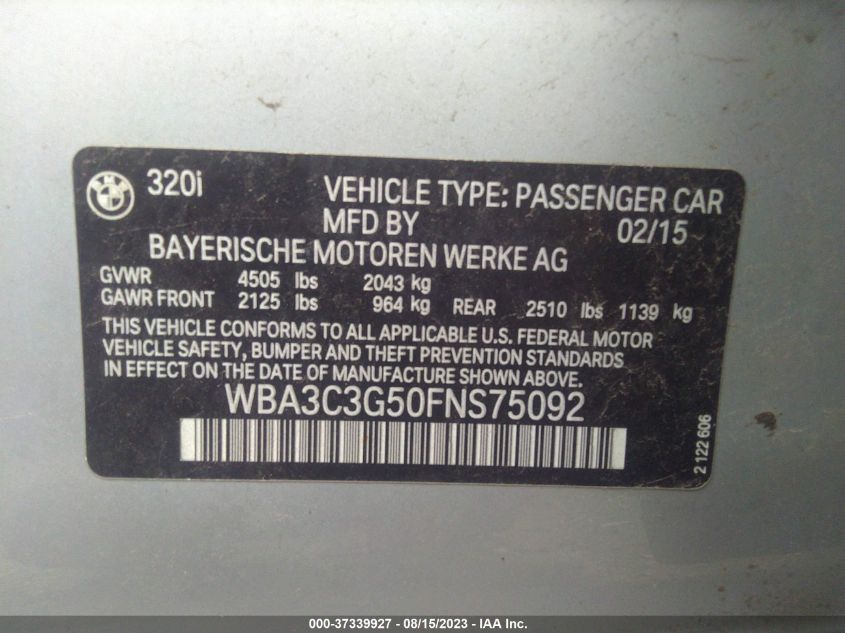 BMW
320i VEHICLE TYPE: PASSENGER CAR
MFD BY 02/15
BAYERISCHE MOTOREN WERKE AG
GVWR 4505 lbs 2043 kg
GAWR FRONT 2125 lbs 964 kg REAR 2510 lbs 1139 kg
THIS VEHICLE CONFORMS TO ALL APPLICABLE U.S. FEDERAL MOTOR
VEHICLE SAFETY, BUMPER AND THEFT PREVENTION STANDARDS
IN EFFECT ON THE DATE OF MANUFACTURE SHOWN ABOVE.
WBA3C3G50FNS75092
2 122 606
000-37339927 - 08/15/2023 - IAA Inc.